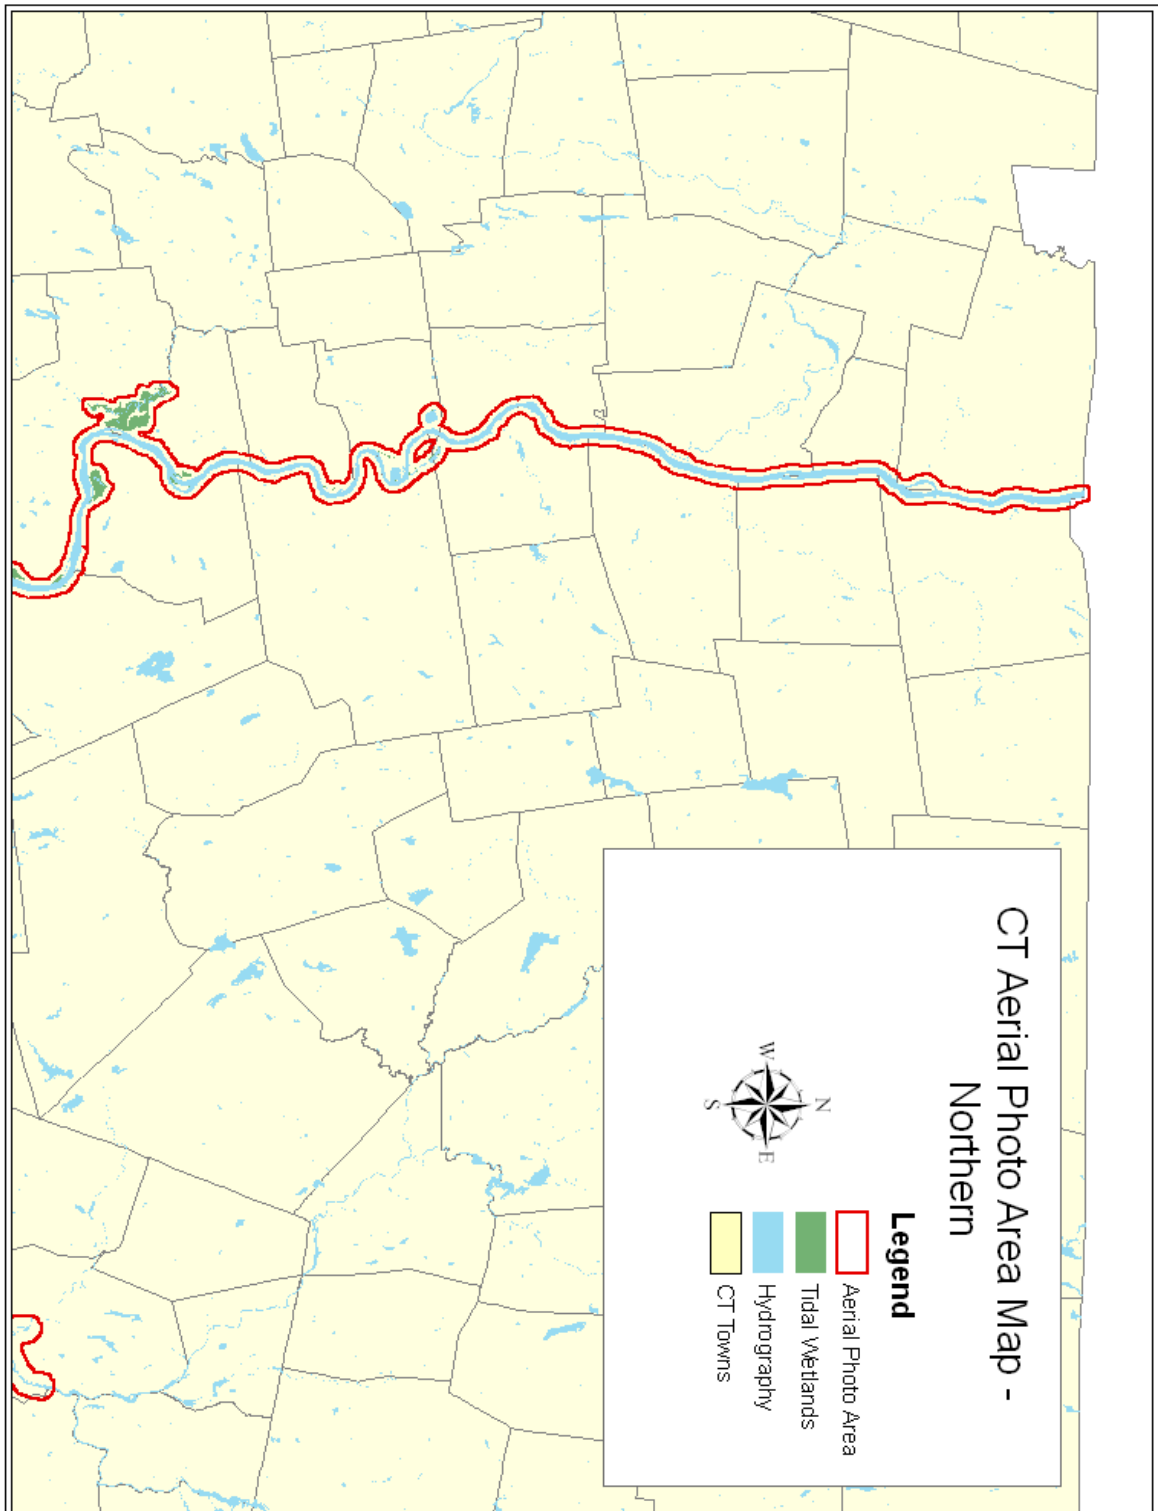 CT Aerial Photo Area Map -
Northern
N
W
E
S
Legend
Aerial Photo Area
Tidal Wetlands
Hydrography
CT Towns